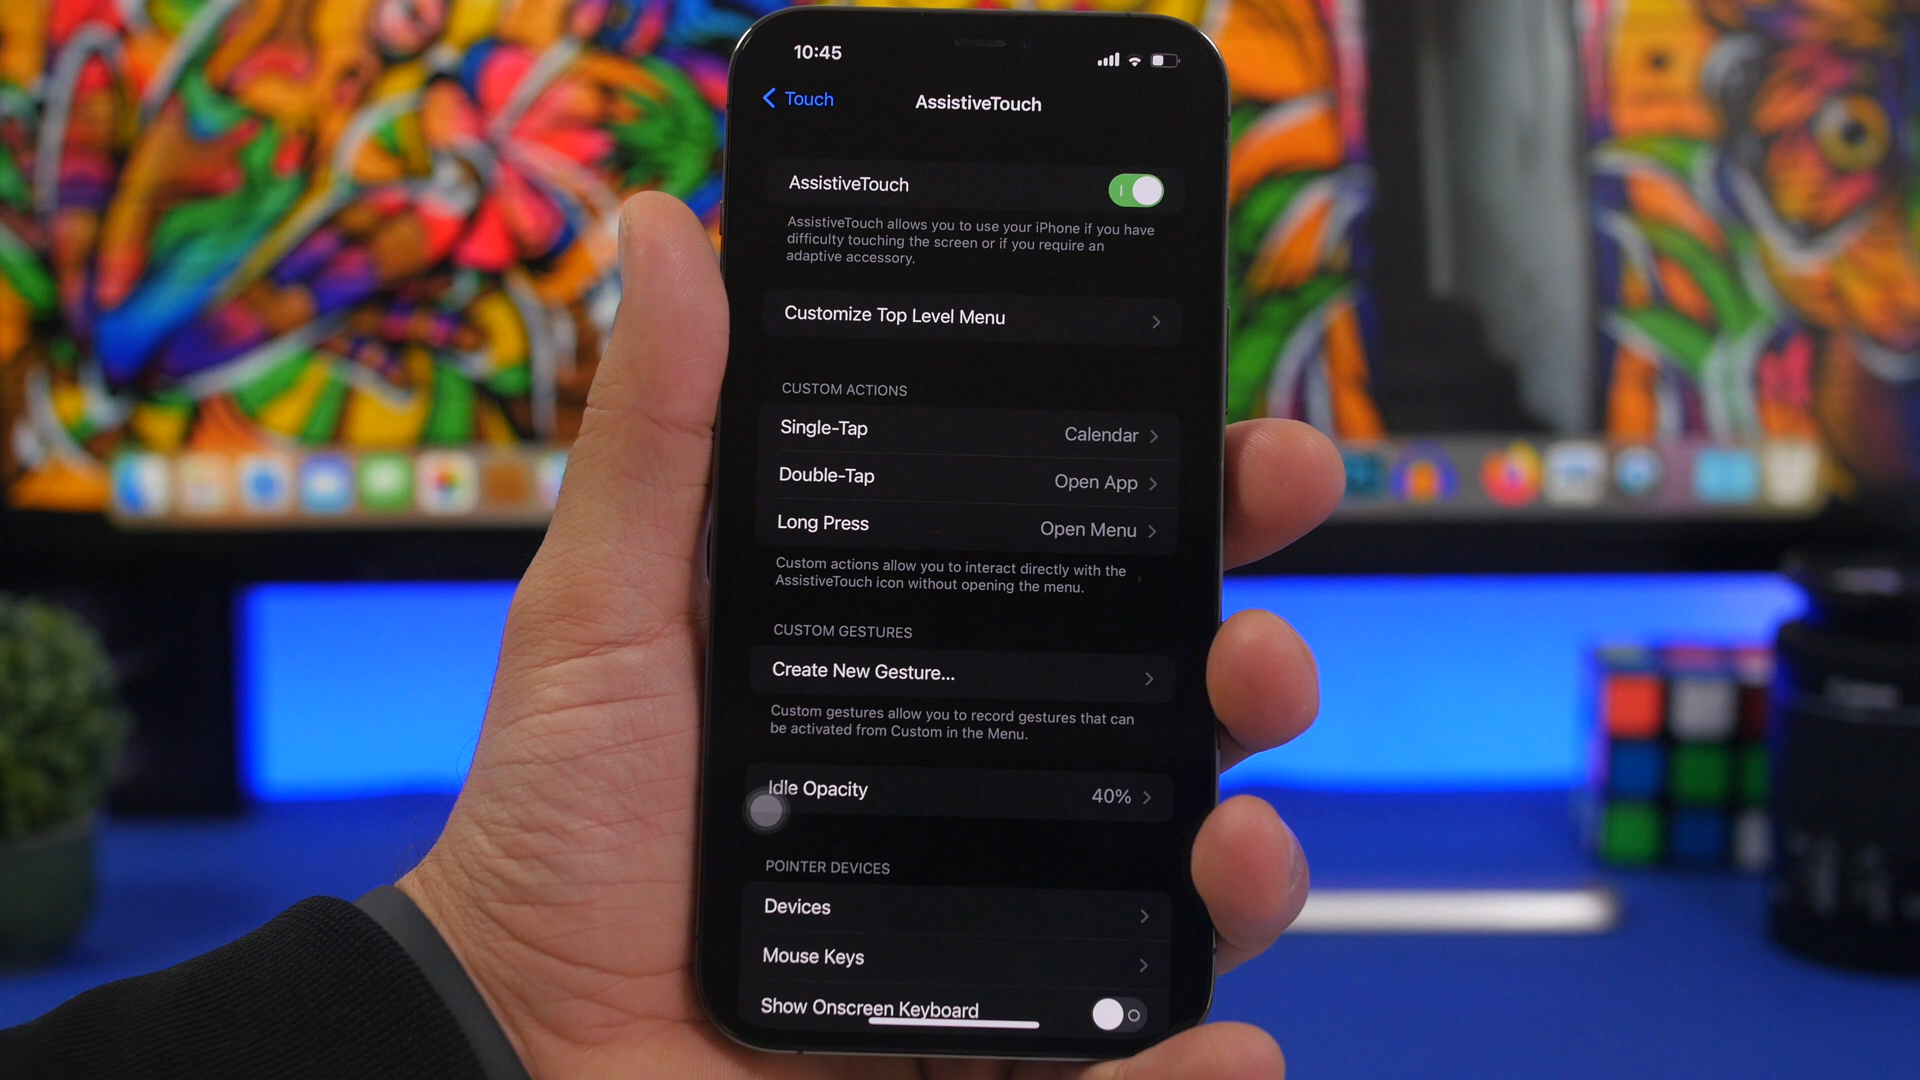 10:45
Touch
AssistiveTouch
AssistiveTouch
AssistiveTouch allows you to use your iPhone if you have
difficulty touching the screen or if you require an
adaptive accessory.
Customize Top Level Menu
CUSTOM ACTIONS
Single-Tap Calendar
Double-Tap Open App
Long Press Open Menu
Custom actions allow you to interact directly with the
AssistiveTouch icon without opening the menu.
CUSTOM GESTURES
Create New Gesture...
Custom gestures allow you to record gestures that can
be activated from Custom in the Menu.
Idle Opacity 40%
POINTER DEVICES
Devices
Mouse Keys
Show Onscreen Keyboard